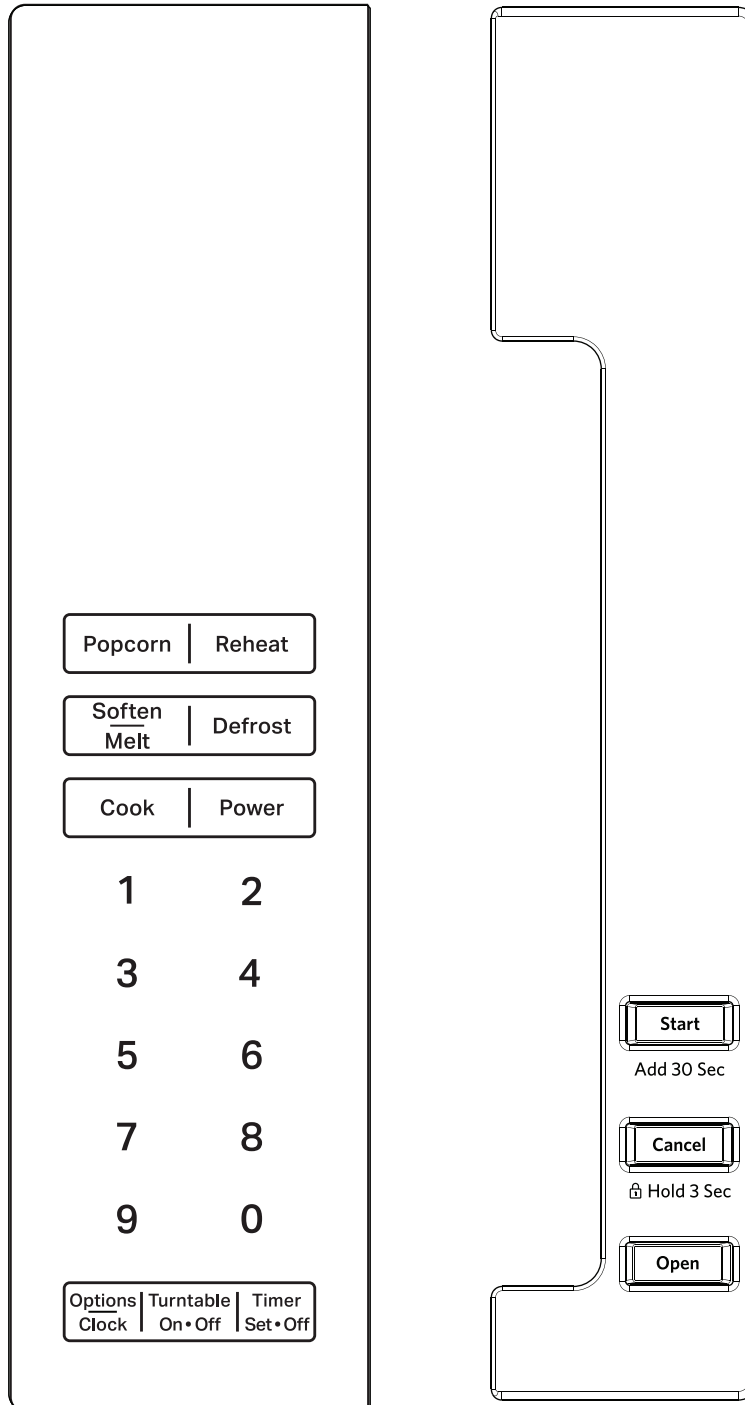 Popcorn Reheat
Soften
Melt
Defrost
Cook Power
1 2
3 4
5 6
7 8
9 0
Options
Clock
Turntable
On•Off
Timer
Set•Off
Start
Add 30 Sec
Cancel
Hold 3 Sec
Open